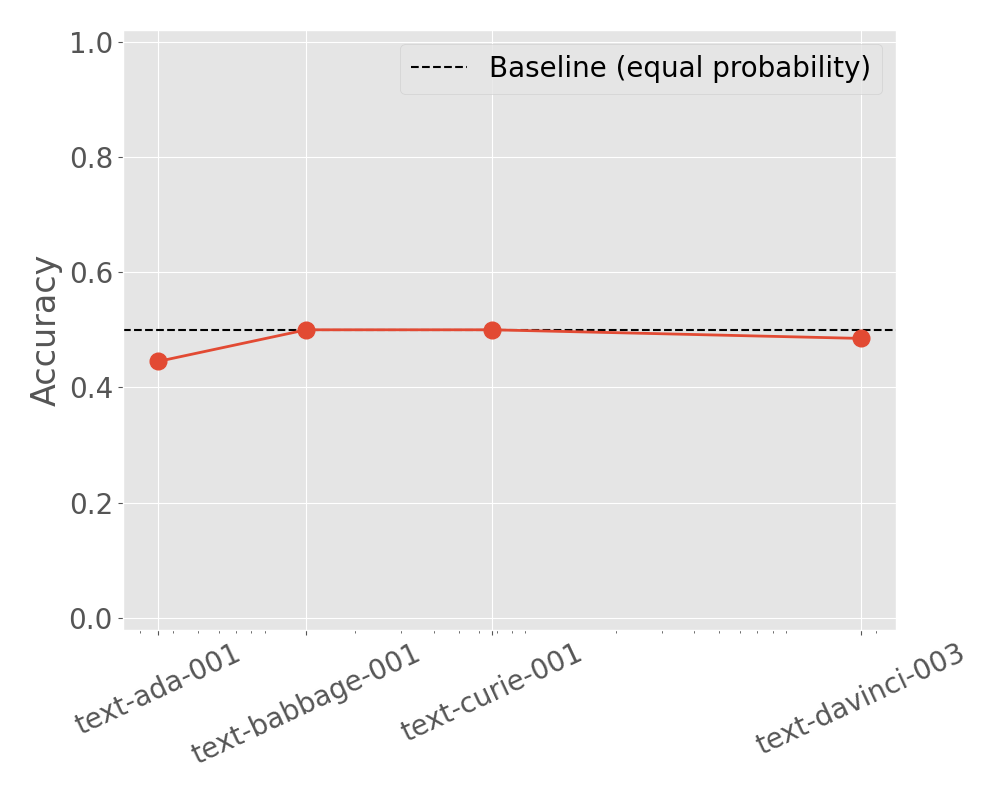 1.0
Baseline (equal probability)
0.8
0.6
Accuracy
0.4
0.2
0.0
text-ada-001
text-babbage-001
text-curie-001
text-davinci-003